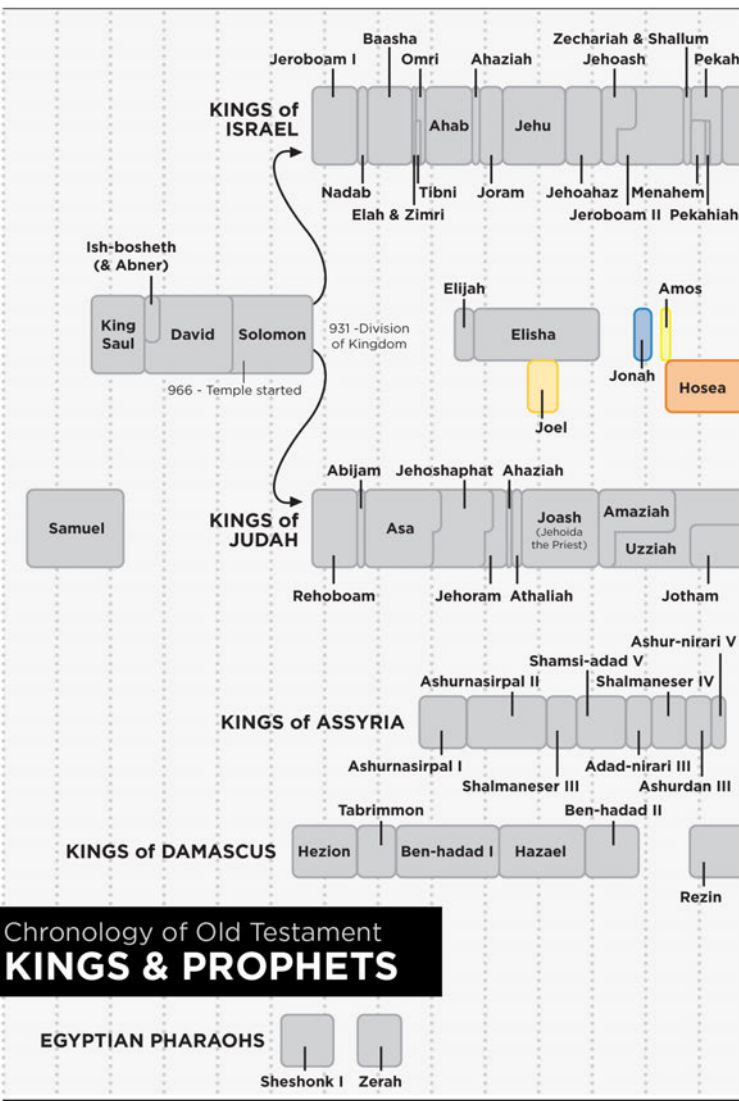 Baasha
Zechariah & Shallum
Jeroboam I
Omri
Ahaziah
Jehoash
Pekah
KINGS of
ISRAEL
Ahab
Jehu
Nadab
Tibni
Joram
Jehoahaz
Menahem
Elah & Zimri
Jeroboam II
Pekahiah
Ish-bosheth
(& Abner)
King
Saul
David
Solomon
931 -Division
of Kingdom
966 - Temple started
Elijah
Elisha
Amos
Jonah
Hosea
Joel
Abijam
Jehoshaphat
Ahaziah
Samuel
KINGS of
JUDAH
Asa
Joash
(Jehoida
the Priest)
Amaziah
Uzziah
Rehoboam
Jehoram
Athaliah
Jotham
Ashur-nirari V
Shamsi-adad V
Ashurnasirpal II
Shalmaneser IV
KINGS of ASSYRIA
Ashurnasirpal I
Adad-nirari III
Shalmaneser III
Ashurdan III
Tabrimmon
Ben-hadad II
KINGS of DAMASCUS
Hezion
Ben-hadad I
Hazael
Rezin
Chronology of Old Testament
KINGS & PROPHETS
EGYPTIAN PHARAOHS
Sheshonk I
Zerah